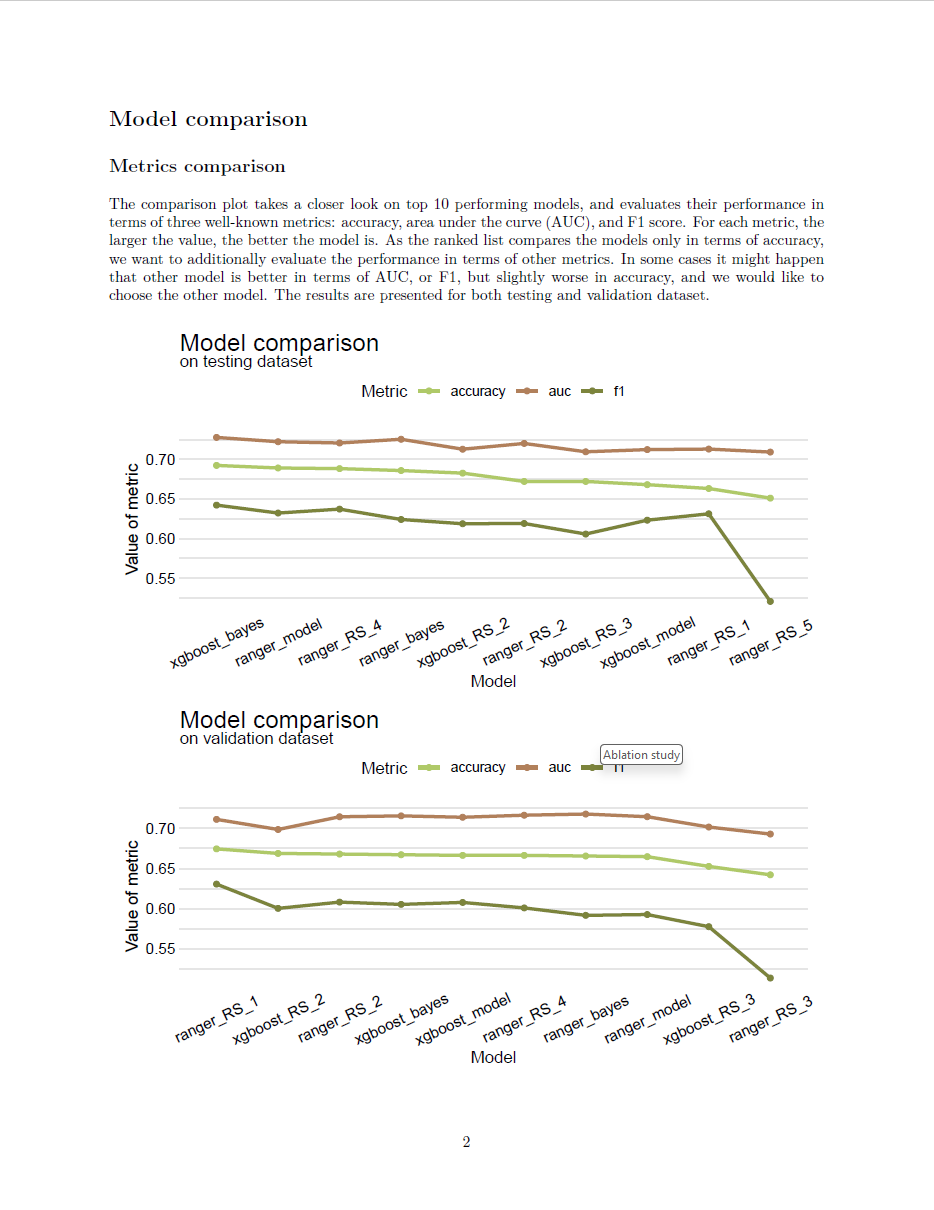 Model comparison
Metrics comparison
The comparison plot takes a closer look on top 10 performing models, and evaluates their performance in
terms of three well-known metrics: accuracy, area under the curve (AUC), and F1 score. For each metric, the
larger the value, the better the model is. As the ranked list compares the models only in terms of accuracy,
we want to additionally evaluate the performance in terms of other metrics. In some cases it might happen
that other model is better in terms of AUC, or F1, but slightly worse in accuracy, and we would like to
choose the other model. The results are presented for both testing and validation dataset.
Model comparison
on testing dataset
Metric accuracy auc f1
Value of metric
0.70
0.65
0.60
0.55
xgboost_bayes
ranger_model
ranger_RS_4
ranger_bayes
xgboost_RS_2
ranger_RS_2
xgboost_RS_3
xgboost_model
ranger_RS_1
ranger_RS_5
Model
Model comparison
on validation dataset
Ablation study
Metric accuracy auc f1
Value of metric
0.70
0.65
0.60
0.55
ranger_RS_1
xgboost_RS_2
ranger_RS_2
xgboost_bayes
xgboost_model
ranger_RS_4
ranger_bayes
ranger_model
xgboost_RS_3
ranger_RS_3
Model
2